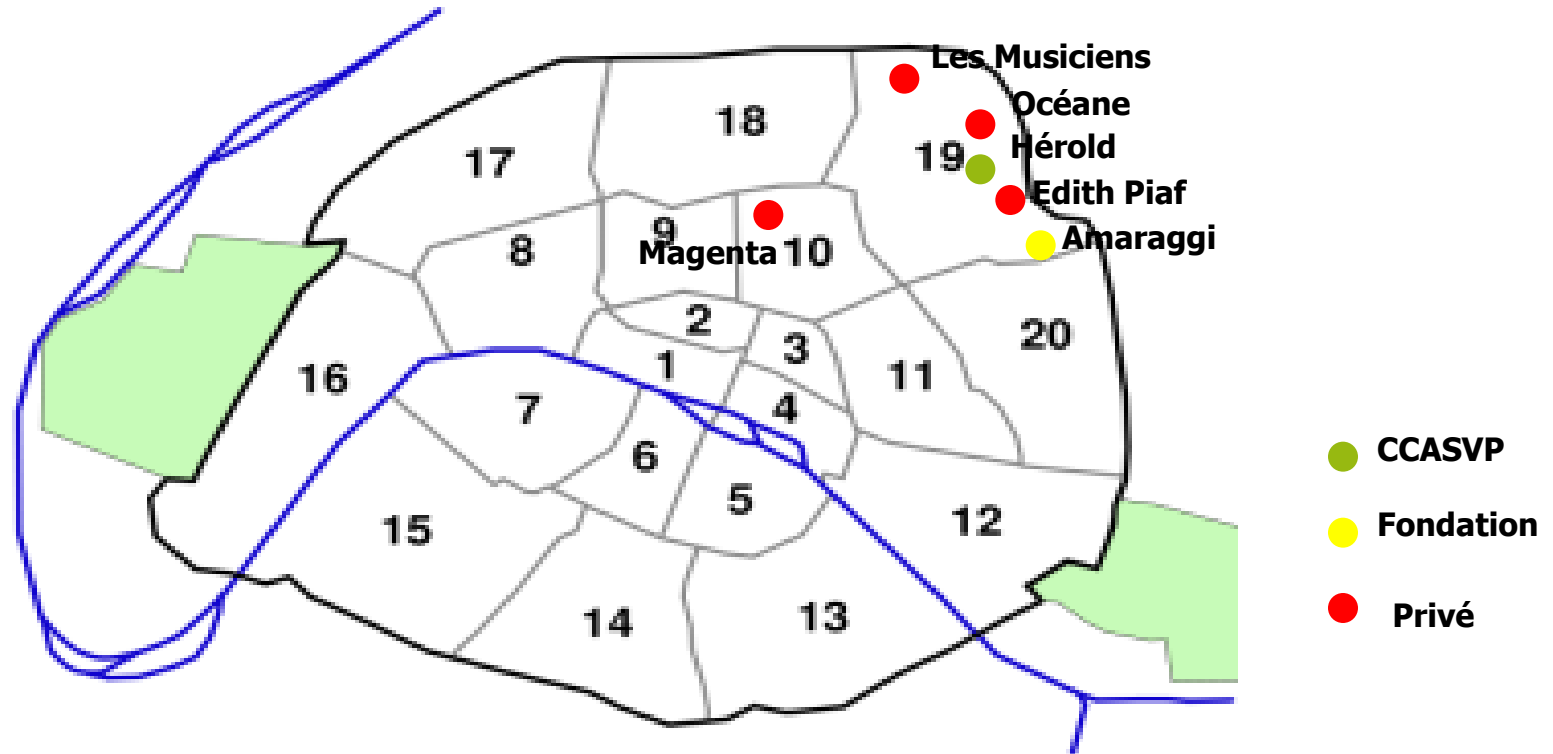 Les Musiciens
Océane
18
Hérold
17
19
Edith Piaf
9
Amaraggi
8
Magenta
10
2
20
3
1
16
11
7
4
6
CCASVP
5
12
Fondation
15
Privé
14
13